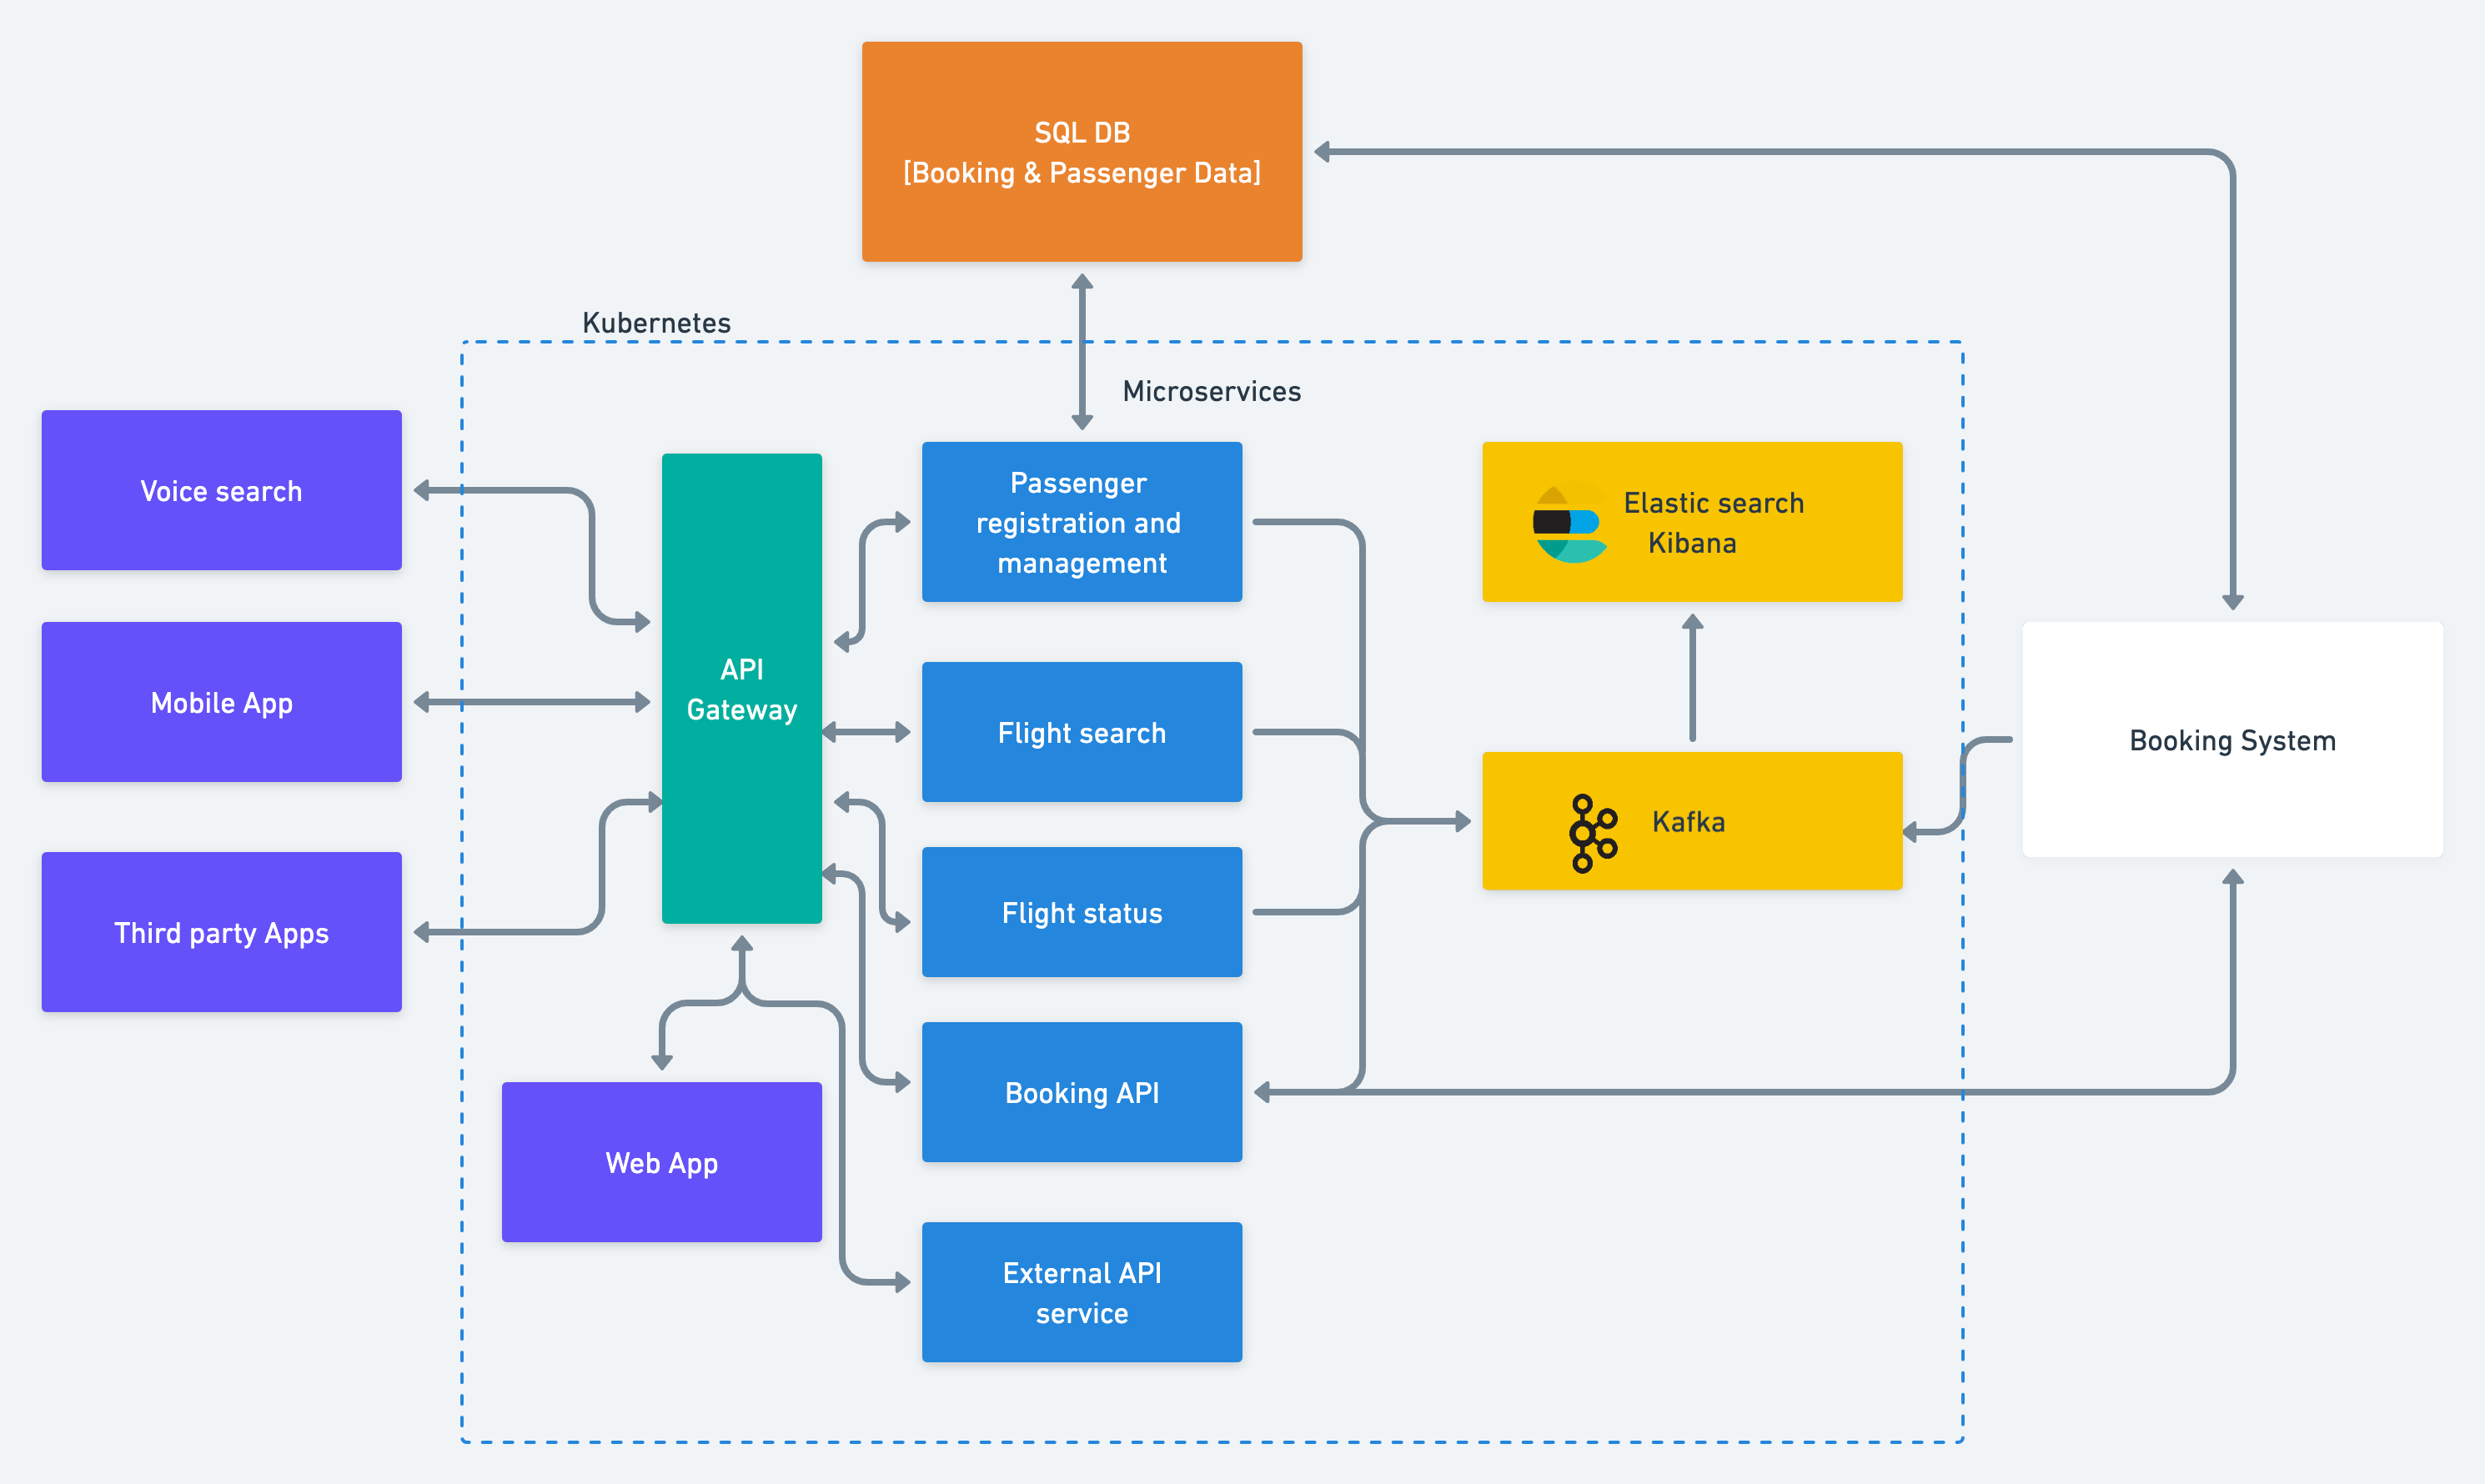 SQL DB
[Booking & Passenger Data]
Kubernetes
Microservices
Voice search
Mobile App
Third party Apps
API
Gateway
Web App
Passenger
registration and
management
Flight search
Flight status
Booking API
External API
service
Elastic search
Kibana
Kafka
Booking System